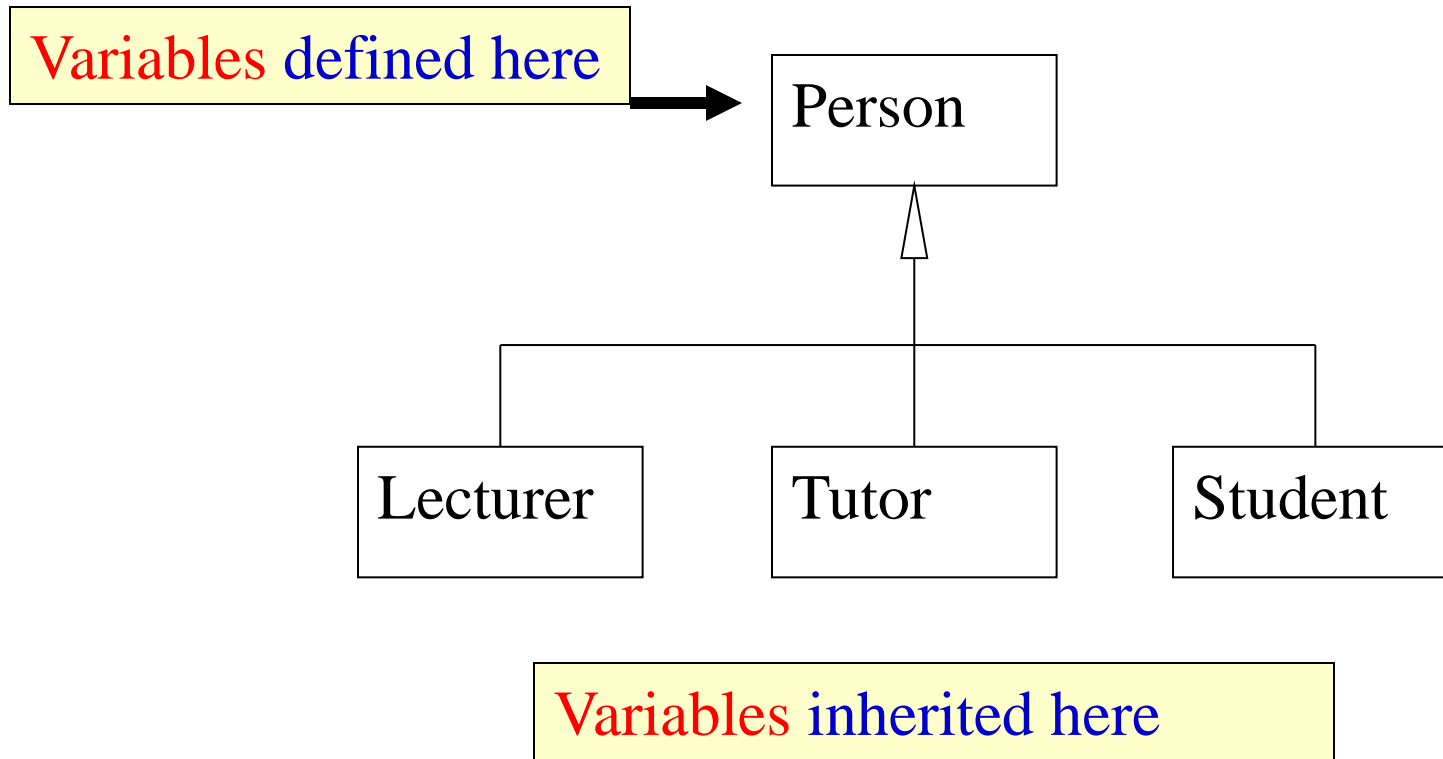 Variables defined here
Person
Lecturer
Tutor
Student
Variables inherited here